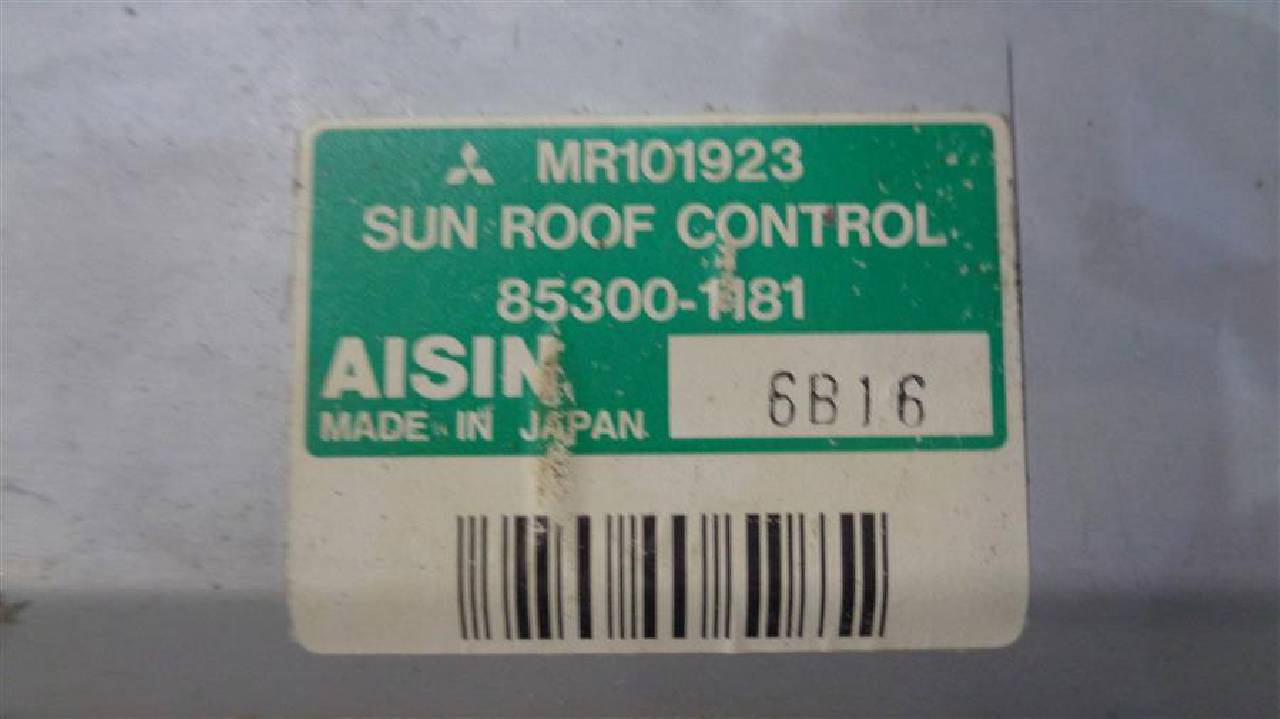 MR101923
SUN ROOF CONTROL
85300-1181
AISIN
6B16
MADE IN JAPAN